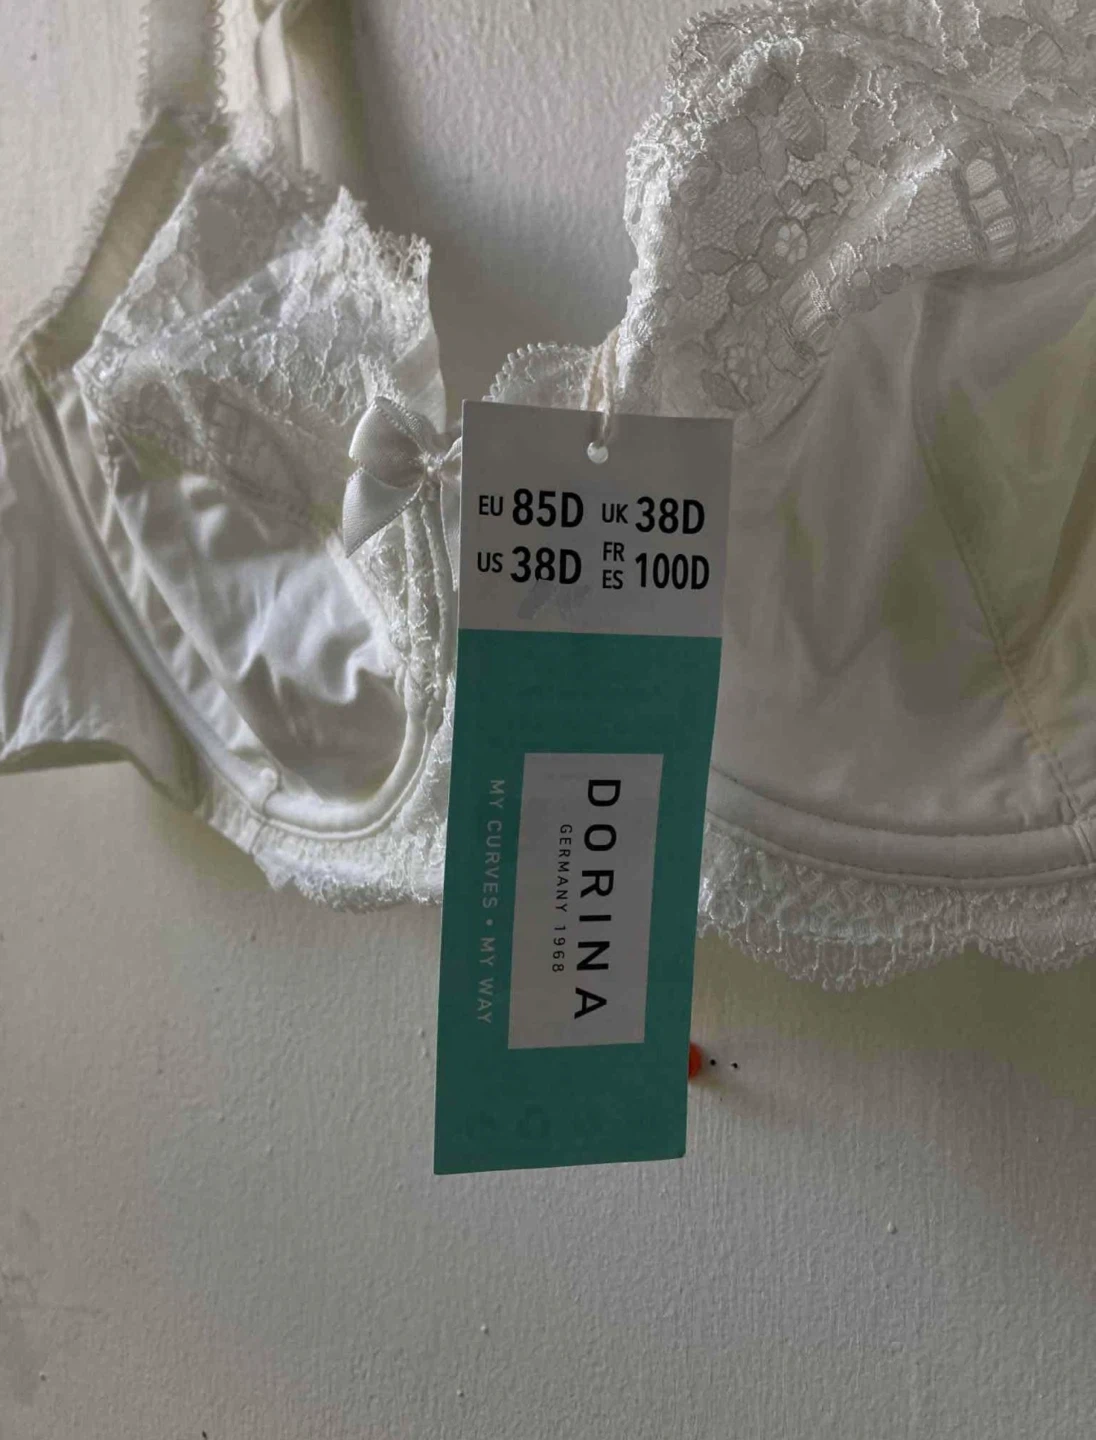 EU 85D UK 38D
US 38D FR ES 100D
DORINA
GERMANY 1968
MY CURVES • MY WAY